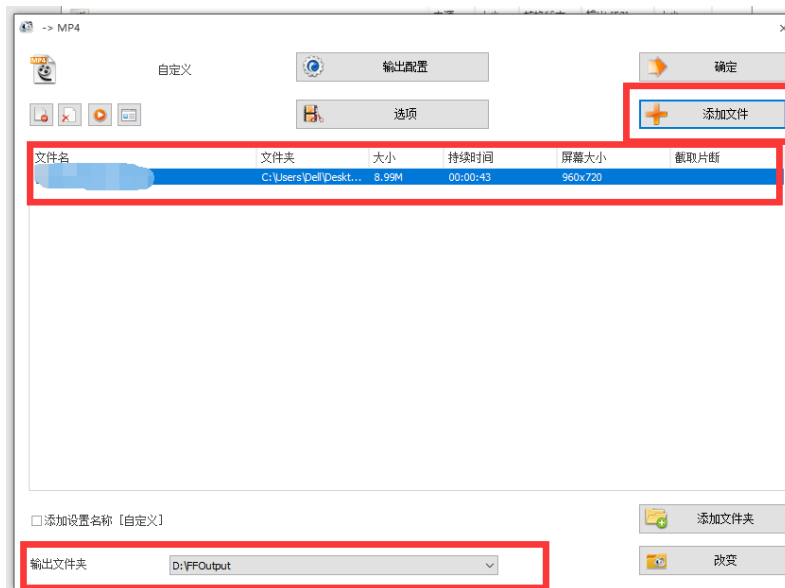 -> MP4
自定义
输出配置
确定
选项
添加文件
文件名 文件夹 大小 持续时间 屏幕大小 截取片断
C:\Users\Dell\Deskt... 8.99M 00:00:43 960x720
添加设置名称 [自定义]
添加文件夹
输出文件夹 D:\FFOutput
改变